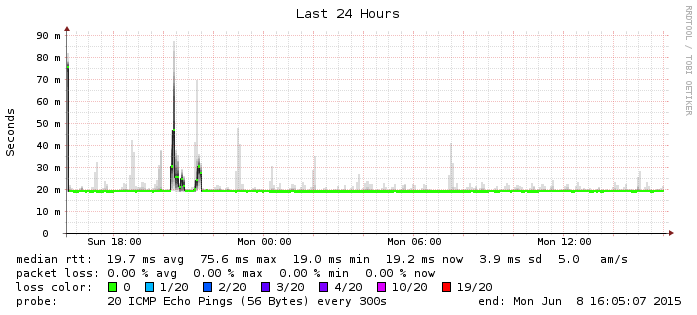 Last 24 Hours
RRDTOOL / TOBI OETIKER
Seconds
90 m
80 m
70 m
60 m
50 m
40 m
30 m
20 m
10 m
0
Sun 18:00 Mon 00:00 Mon 06:00 Mon 12:00
median rtt: 19.7 ms avg 75.6 ms max 19.0 ms min 19.2 ms now 3.9 ms sd 5.0 am/s
packet loss: 0.00 % avg 0.00 % max 0.00 % min 0.00 % now
loss color: 0 1/20 2/20 3/20 4/20 10/20 19/20
probe: 20 ICMP Echo Pings (56 Bytes) every 300s end: Mon Jun 8 16:05:07 2015